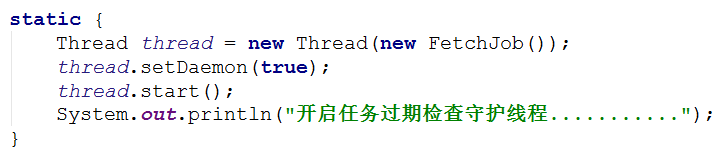 static {
    Thread thread = new Thread(new FetchJob());
    thread.setDaemon(true);
    thread.start();
    System.out.println("开启任务过期检查守护线程...........");
}